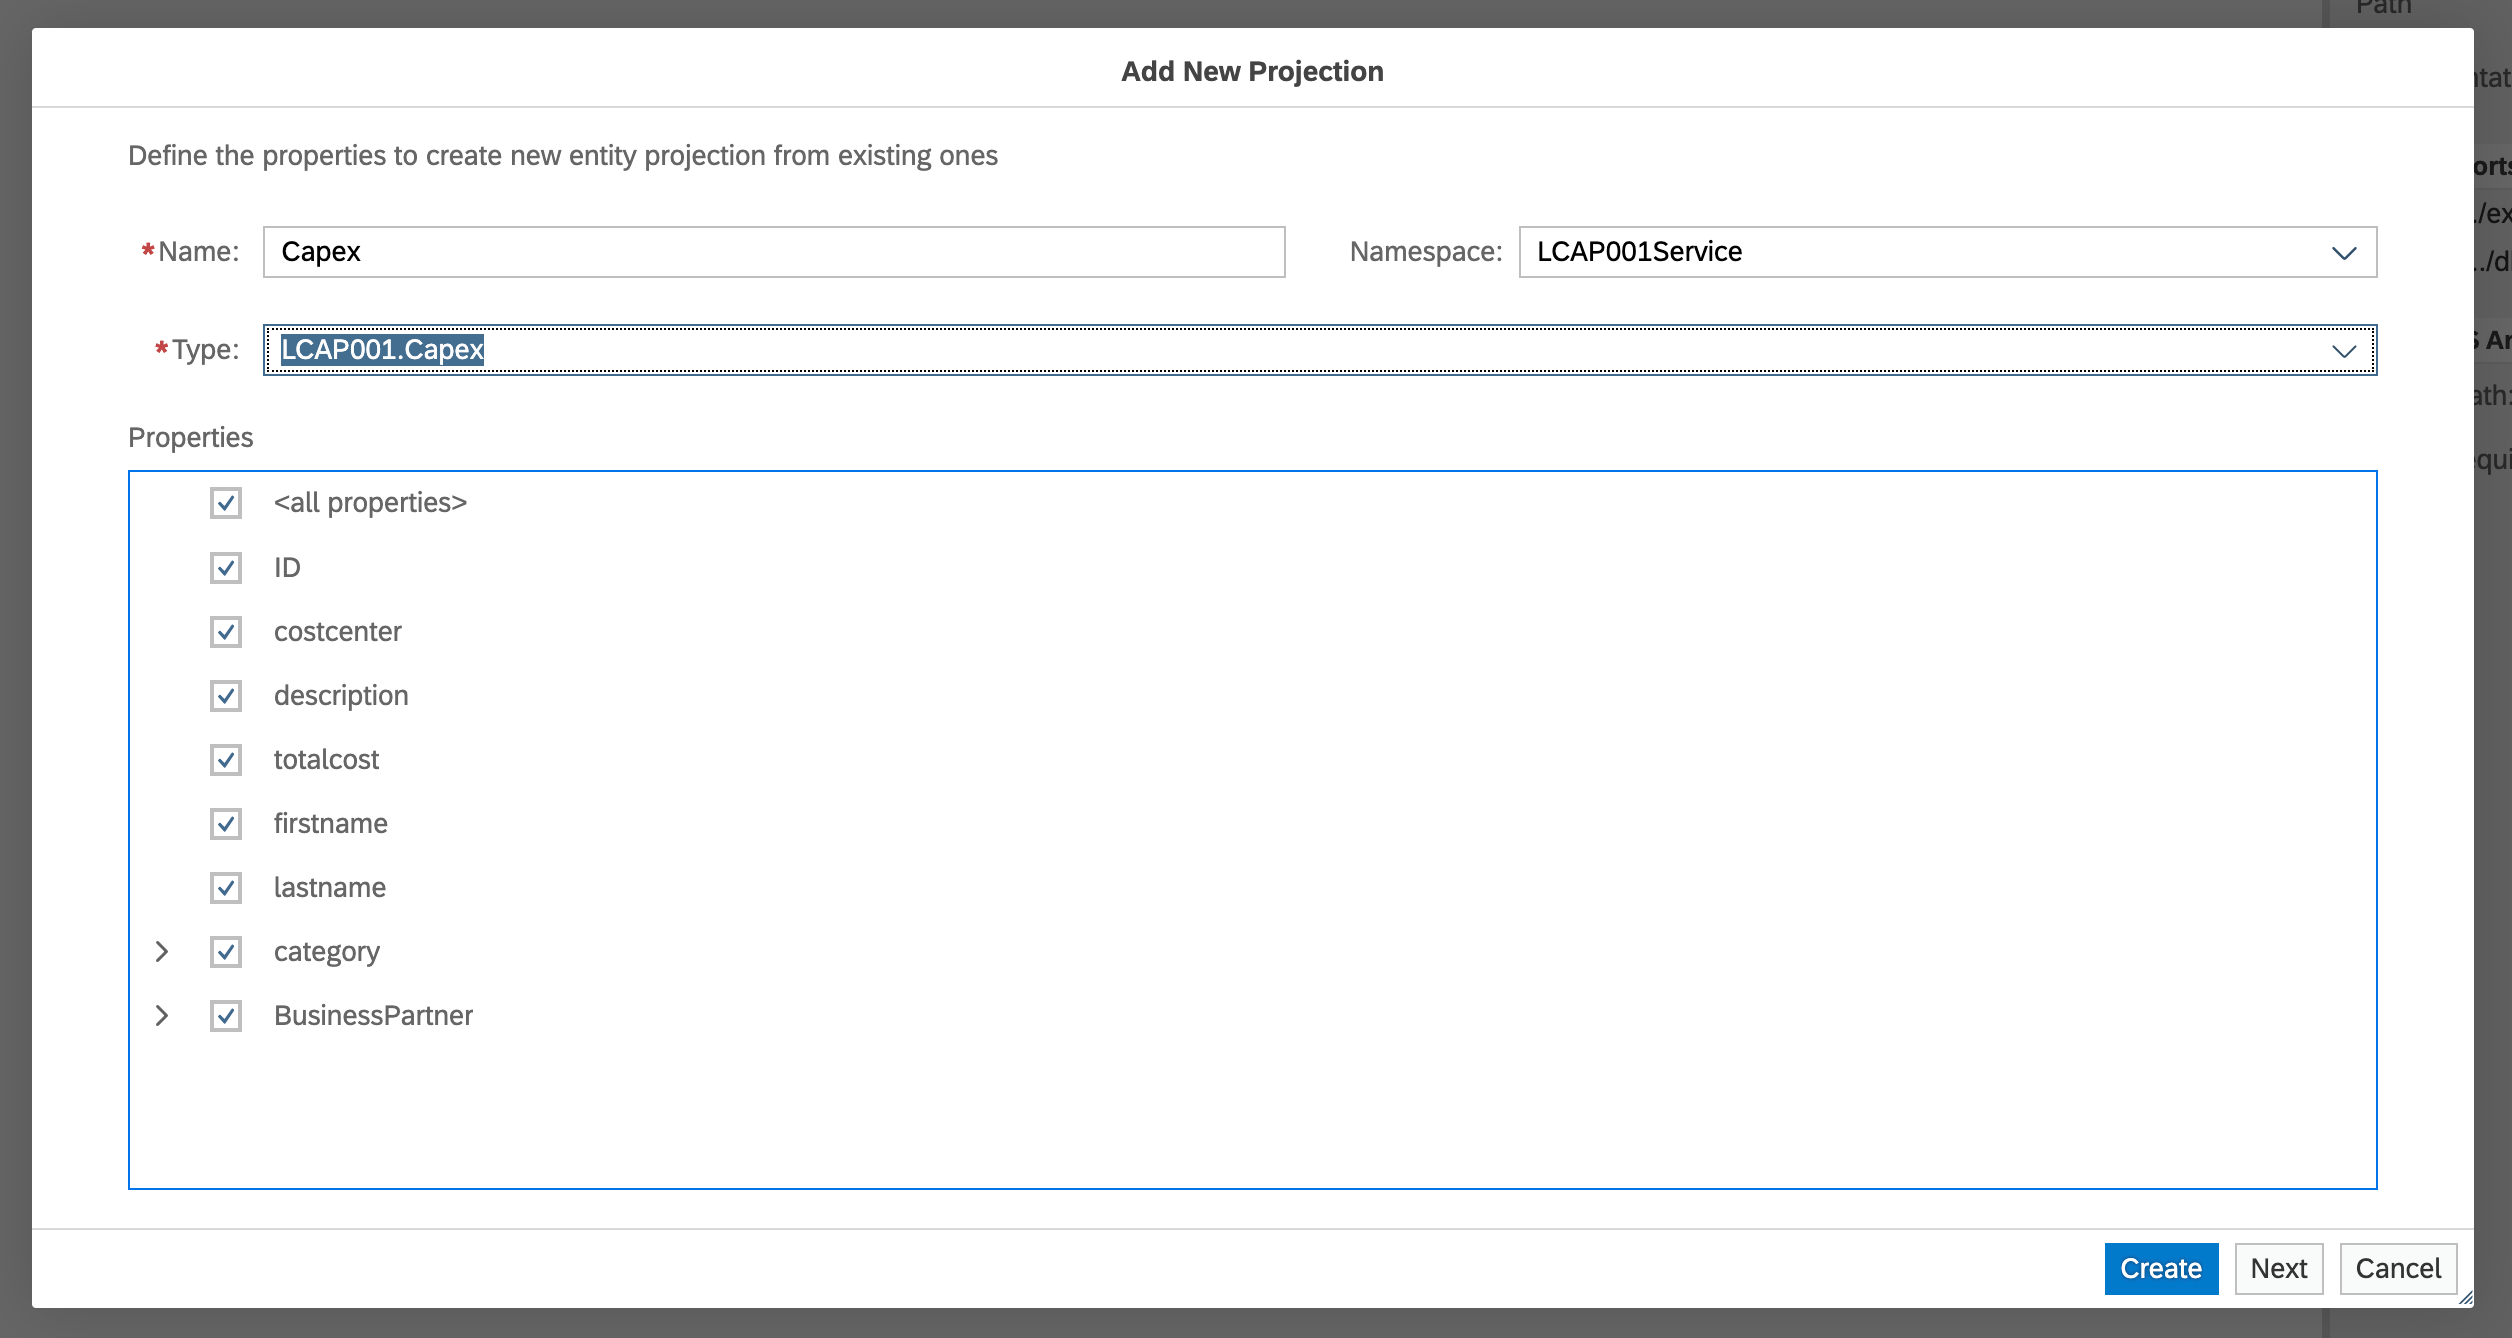 Path
Add New Projection
Define the properties to create new entity projection from existing ones
*Name: Capex Namespace: LCAP001Service
*Type: LCAP001.Capex
Properties
<all properties>
ID
costcenter
description
totalcost
firstname
lastname
category
BusinessPartner
Create Next Cancel